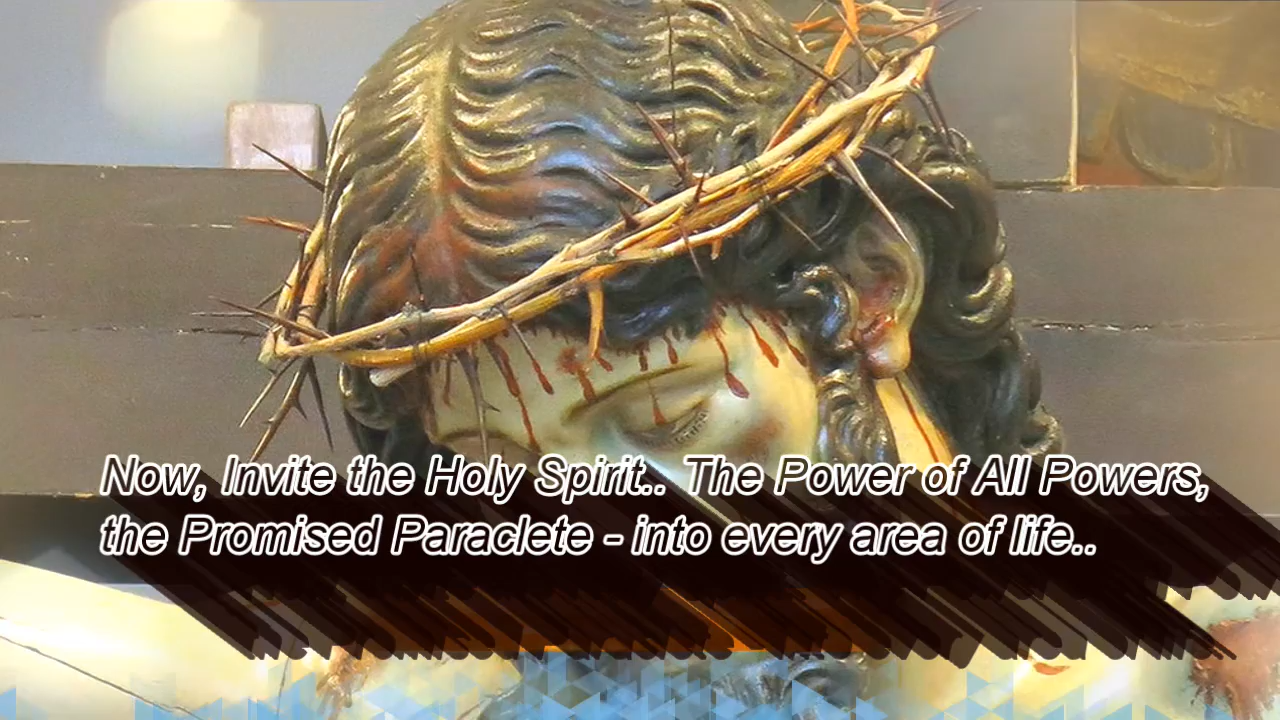 Now, Invite the Holy Spirit.. The Power of All Powers,
the Promised Paraclete - into every area of life..